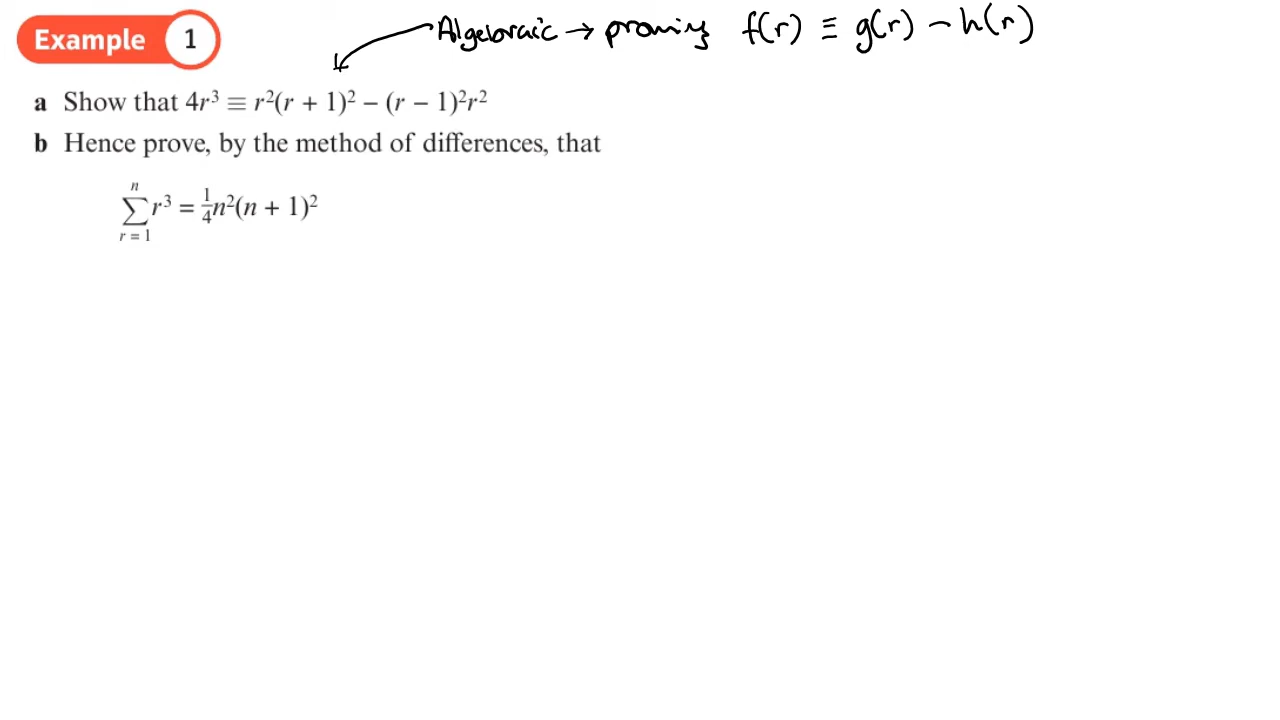 Example 1
Algebraic → proving f(r) ≡ g(r) − h(r)
a Show that 4r³ ≡ r²(r + 1)² − (r − 1)²r²
b Hence prove, by the method of differences, that
n
∑ r³ = ¼n²(n + 1)²
r = 1